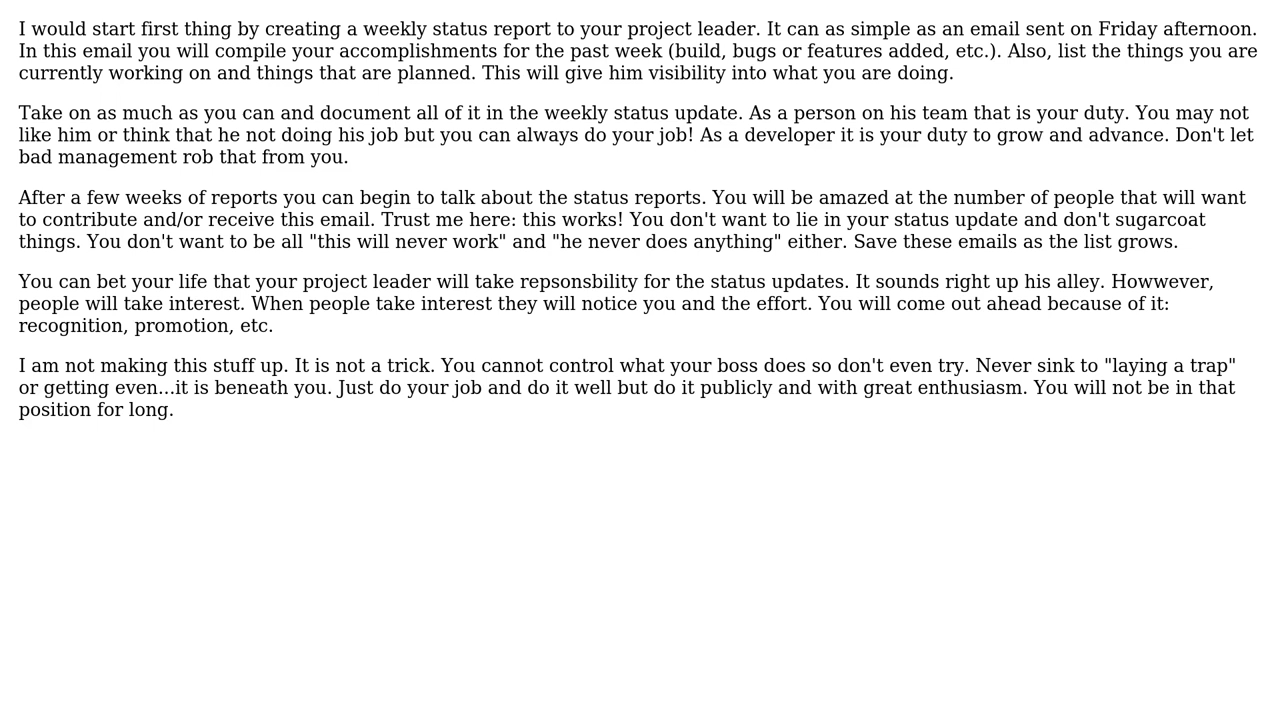 I would start first thing by creating a weekly status report to your project leader. It can as simple as an email sent on Friday afternoon.
In this email you will compile your accomplishments for the past week (build, bugs or features added, etc.). Also, list the things you are
currently working on and things that are planned. This will give him visibility into what you are doing.
Take on as much as you can and document all of it in the weekly status update. As a person on his team that is your duty. You may not
like him or think that he not doing his job but you can always do your job! As a developer it is your duty to grow and advance. Don't let
bad management rob that from you.
After a few weeks of reports you can begin to talk about the status reports. You will be amazed at the number of people that will want
to contribute and/or receive this email. Trust me here: this works! You don't want to lie in your status update and don't sugarcoat
things. You don't want to be all "this will never work" and "he never does anything" either. Save these emails as the list grows.
You can bet your life that your project leader will take repsonsbility for the status updates. It sounds right up his alley. Howwever,
people will take interest. When people take interest they will notice you and the effort. You will come out ahead because of it:
recognition, promotion, etc.
I am not making this stuff up. It is not a trick. You cannot control what your boss does so don't even try. Never sink to "laying a trap"
or getting even...it is beneath you. Just do your job and do it well but do it publicly and with great enthusiasm. You will not be in that
position for long.